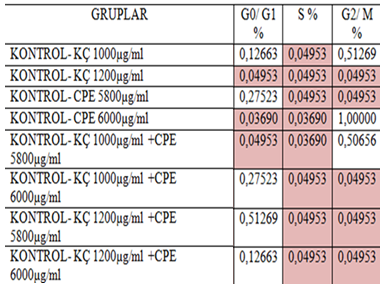 GRUPLAR G0/ G1 % S % G2/ M %
KONTROL- KÇ 1000µg/ml 0,12663 0,04953 0,51269
KONTROL- KÇ 1200µg/ml 0,04953 0,04953 0,04953
KONTROL- CPE 5800µg/ml 0,27523 0,04953 0,04953
KONTROL- CPE 6000µg/ml 0,03690 0,03690 1,00000
KONTROL- KÇ 1000µg/ml +CPE 0,04953 0,03690 0,50656
5800µg/ml
KONTROL- KÇ 1000µg/ml +CPE 0,27523 0,04953 0,04953
6000µg/ml
KONTROL- KÇ 1200µg/ml +CPE 0,51269 0,04953 0,04953
5800µg/ml
KONTROL- KÇ 1200µg/ml +CPE 0,12663 0,04953 0,04953
6000µg/ml